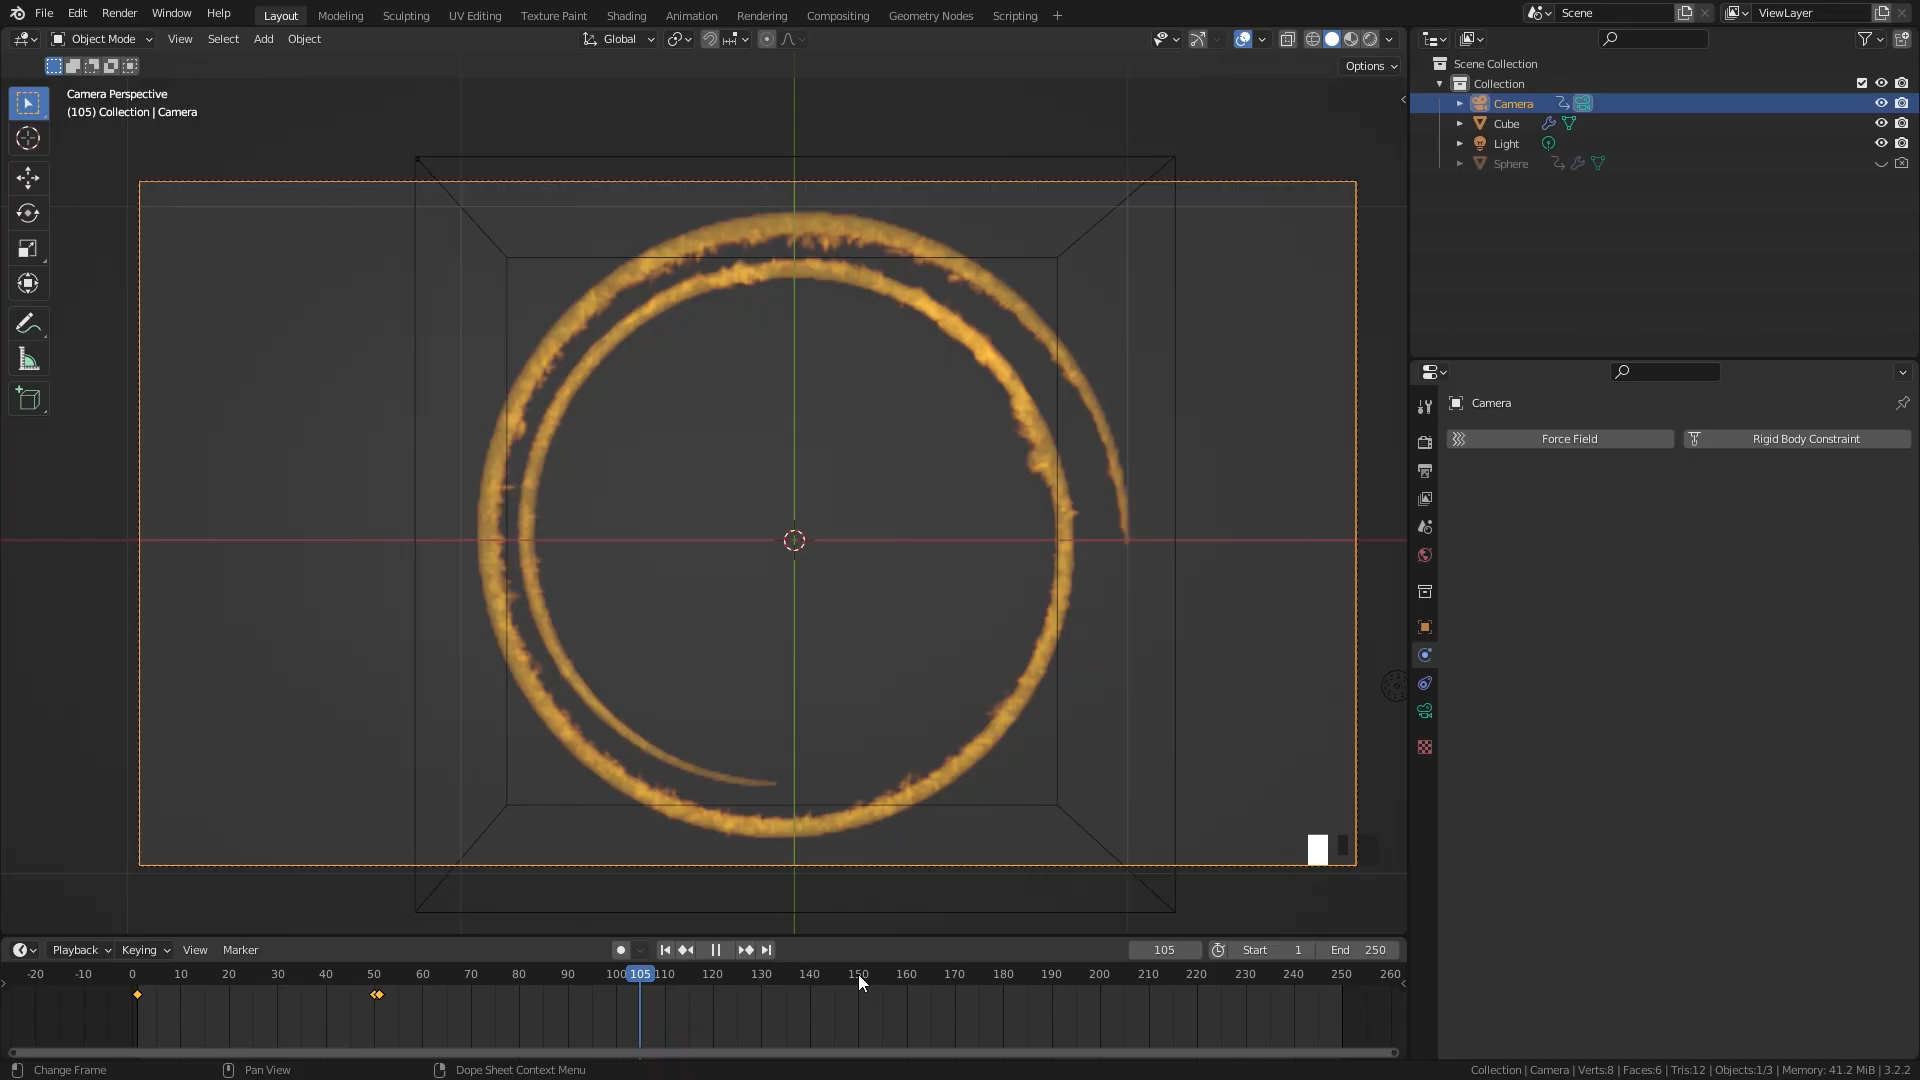 File Edit Render Window Help Layout Modeling Sculpting UV Editing Texture Paint Shading Animation Rendering Compositing Geometry Nodes Scripting + Scene ViewLayer
Object Mode View Select Add Object Global
Options
Camera Perspective
(105) Collection | Camera
Scene Collection
Collection
Camera
Cube
Light
Sphere
Camera
Force Field Rigid Body Constraint
Playback Keying View Marker 105 Start 1 End 250
-20 -10 0 10 20 30 40 50 60 70 80 90 100 105 110 120 130 140 150 160 170 180 190 200 210 220 230 240 250 260
Change Frame Pan View Dope Sheet Context Menu Collection | Camera | Verts:8 | Faces:6 | Tris:12 | Objects:1/3 | Memory: 41.2 MiB | 3.2.2